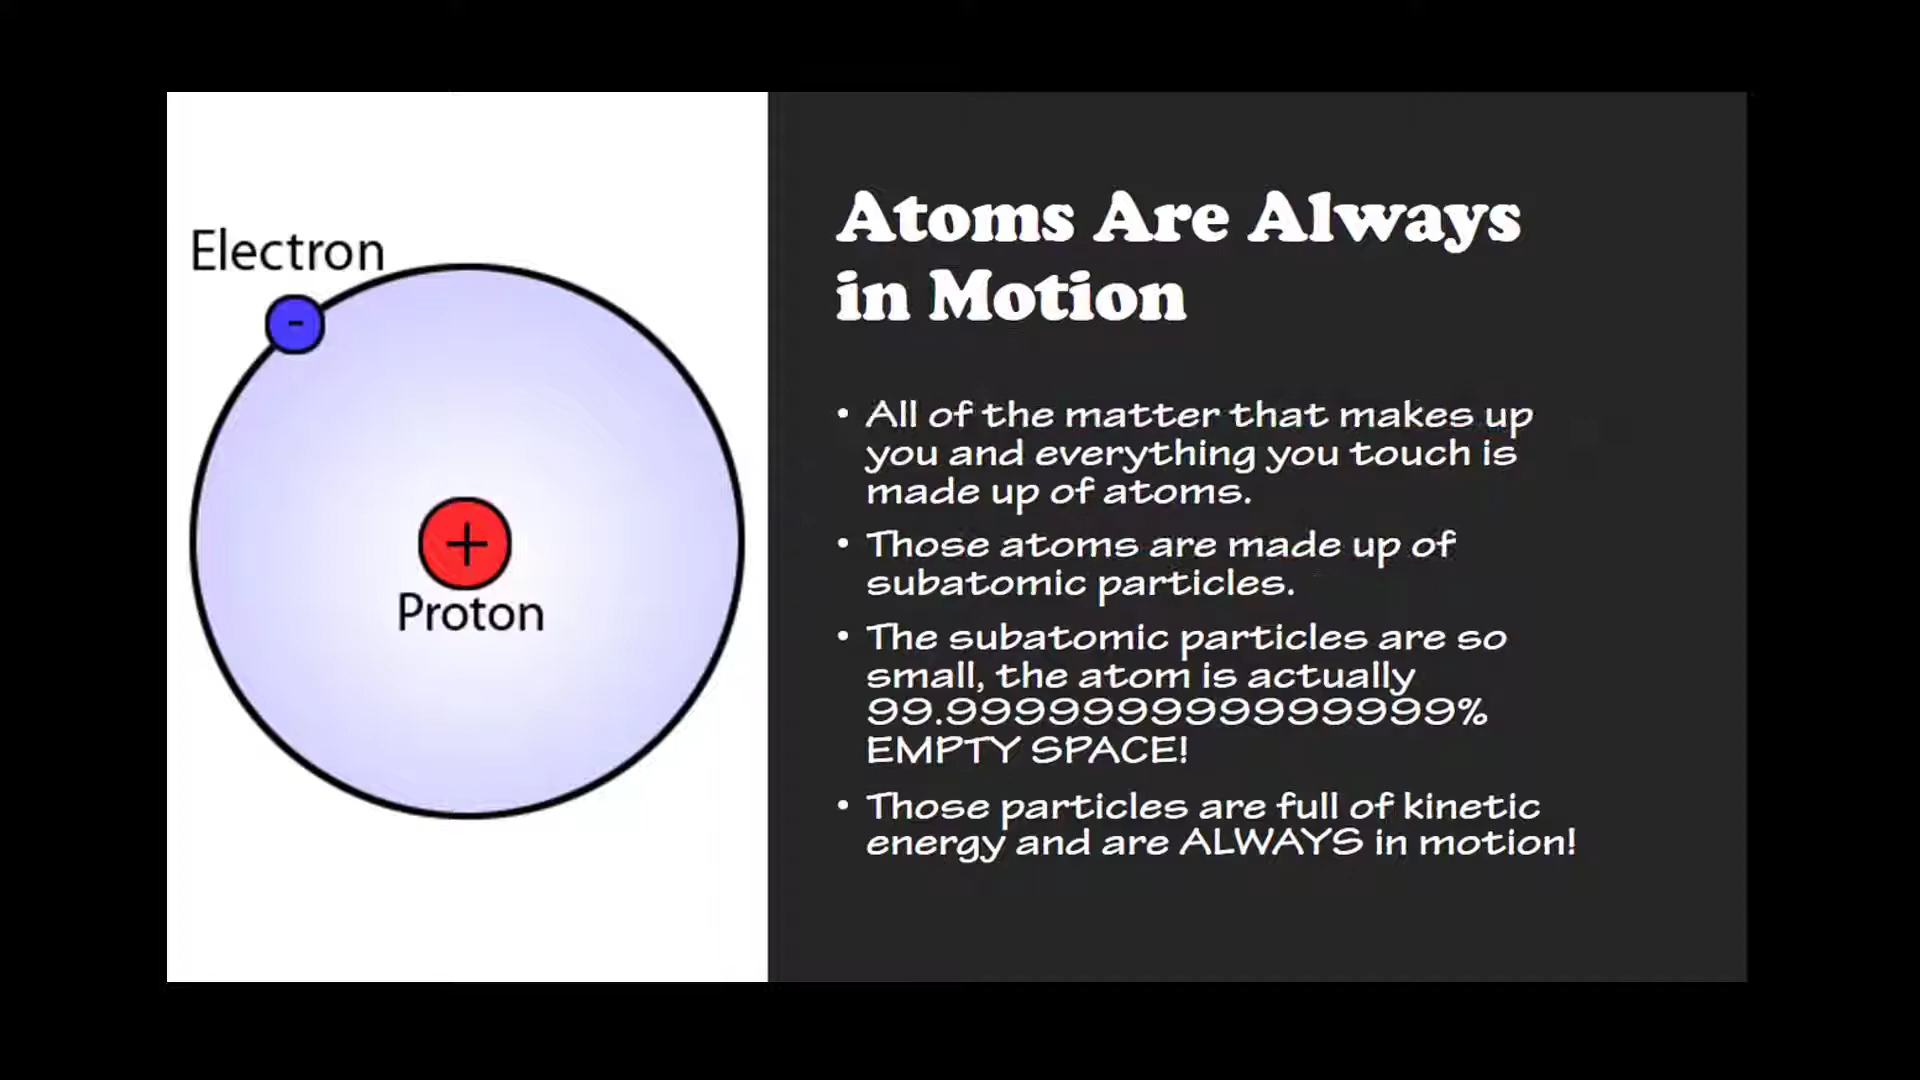 Electron
-
+
Proton
Atoms Are Always
in Motion
• All of the matter that makes up
you and everything you touch is
made up of atoms.
• Those atoms are made up of
subatomic particles.
• The subatomic particles are so
small, the atom is actually
99.99999999999999%
EMPTY SPACE!
• Those particles are full of kinetic
energy and are ALWAYS in motion!